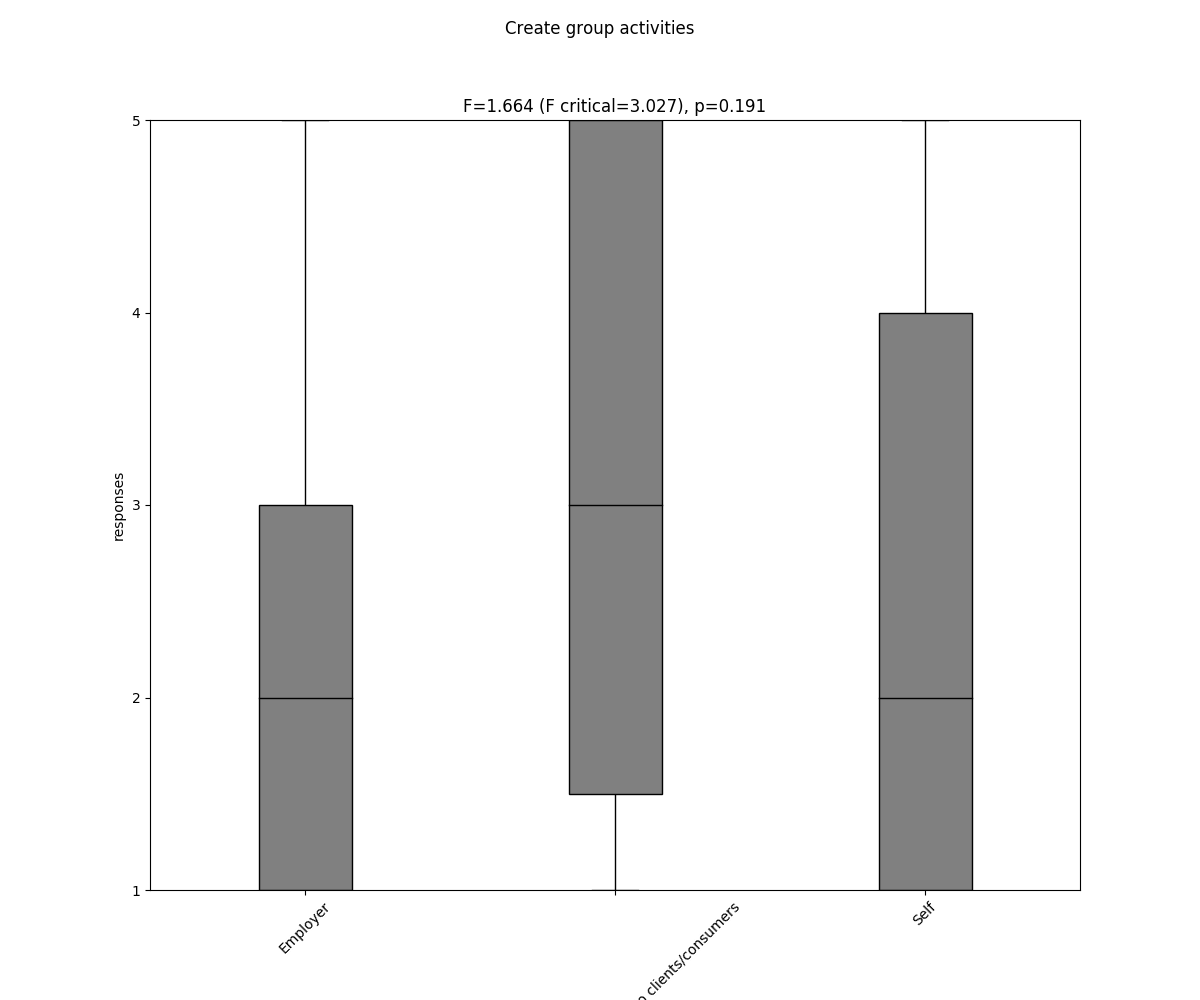 Create group activities
F=1.664 (F critical=3.027), p=0.191
responses
5
4
3
2
1
Employer
clients/consumers
Self